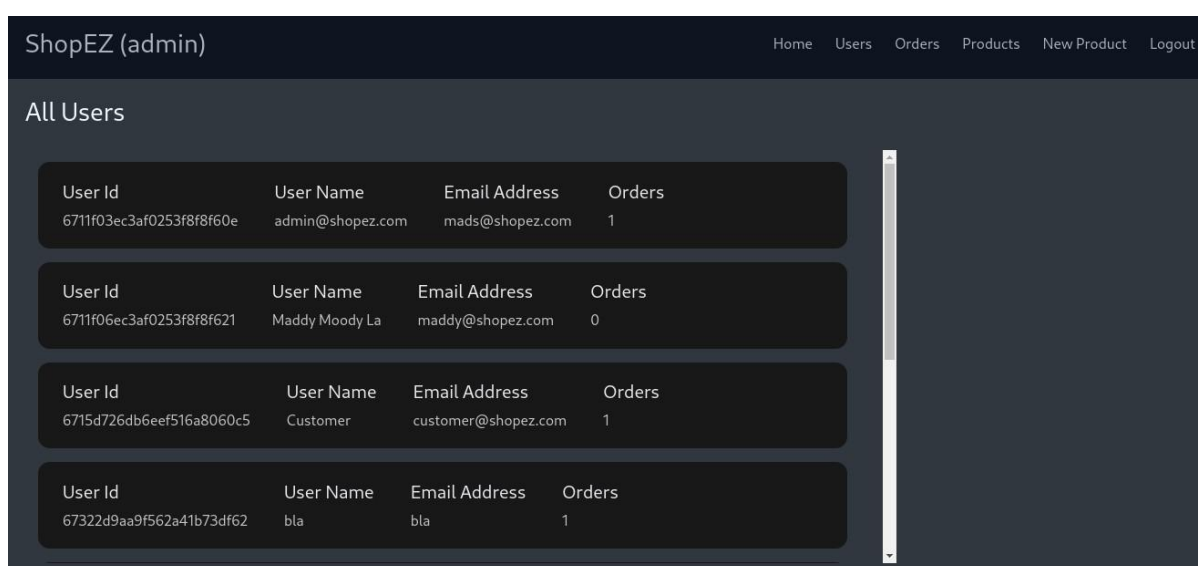 ShopEZ (admin) Home Users Orders Products New Product Logout
All Users
User Id User Name Email Address Orders
6711f03ec3af0253f8f8f60e admin@shopez.com mads@shopez.com 1
User Id User Name Email Address Orders
6711f06ec3af0253f8f8f621 Maddy Moody La maddy@shopez.com 0
User Id User Name Email Address Orders
6715d726db6eef516a8060c5 Customer customer@shopez.com 1
User Id User Name Email Address Orders
67322d9aa9f562a41b73df62 bla bla 1